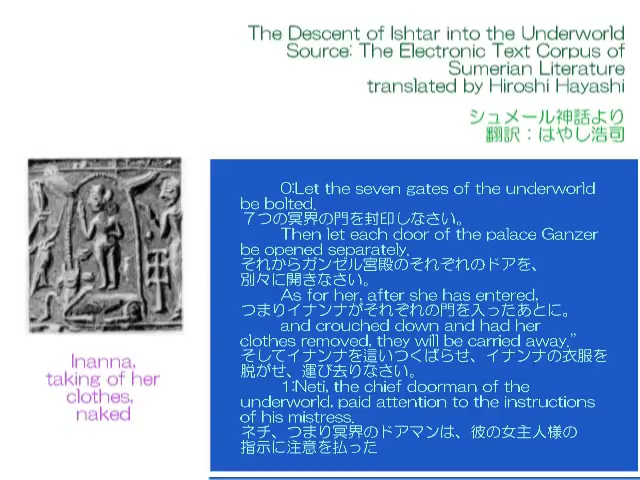 The Descent of Ishtar into the Underworld
Source: The Electronic Text Corpus of
Sumerian Literature
translated by Hiroshi Hayashi
シュメール神話より
翻訳：はやし浩司
0:Let the seven gates of the underworld
be bolted.
７つの冥界の門を封印しなさい。
Then let each door of the palace Ganzer
be opened separately.
それからガンゼル宮殿のそれぞれのドアを、
別々に開きなさい。
As for her, after she has entered,
つまりイナンナがそれぞれの門を入ったあとに。
and crouched down and had her
clothes removed, they will be carried away.”
そしてイナンナを這いつくばらせ、イナンナの衣服を
脱がせ、運び去りなさい。
1:Neti, the chief doorman of the
underworld, paid attention to the instructions
of his mistress.
ネチ、つまり冥界のドアマンは、彼の女主人様の
指示に注意を払った
Inanna,
taking of her
clothes,
naked